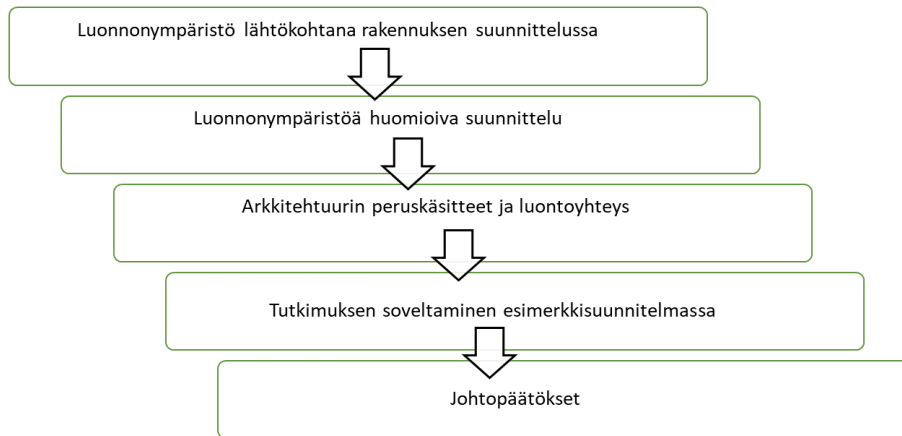 Luonnonympäristö lähtökohtana rakennuksen suunnittelussa
Luonnonympäristöä huomioiva suunnittelu
Arkkitehtuurin peruskäsitteet ja luontoyhteys
Tutkimuksen soveltaminen esimerkkisuunnitelmassa
Johtopäätökset